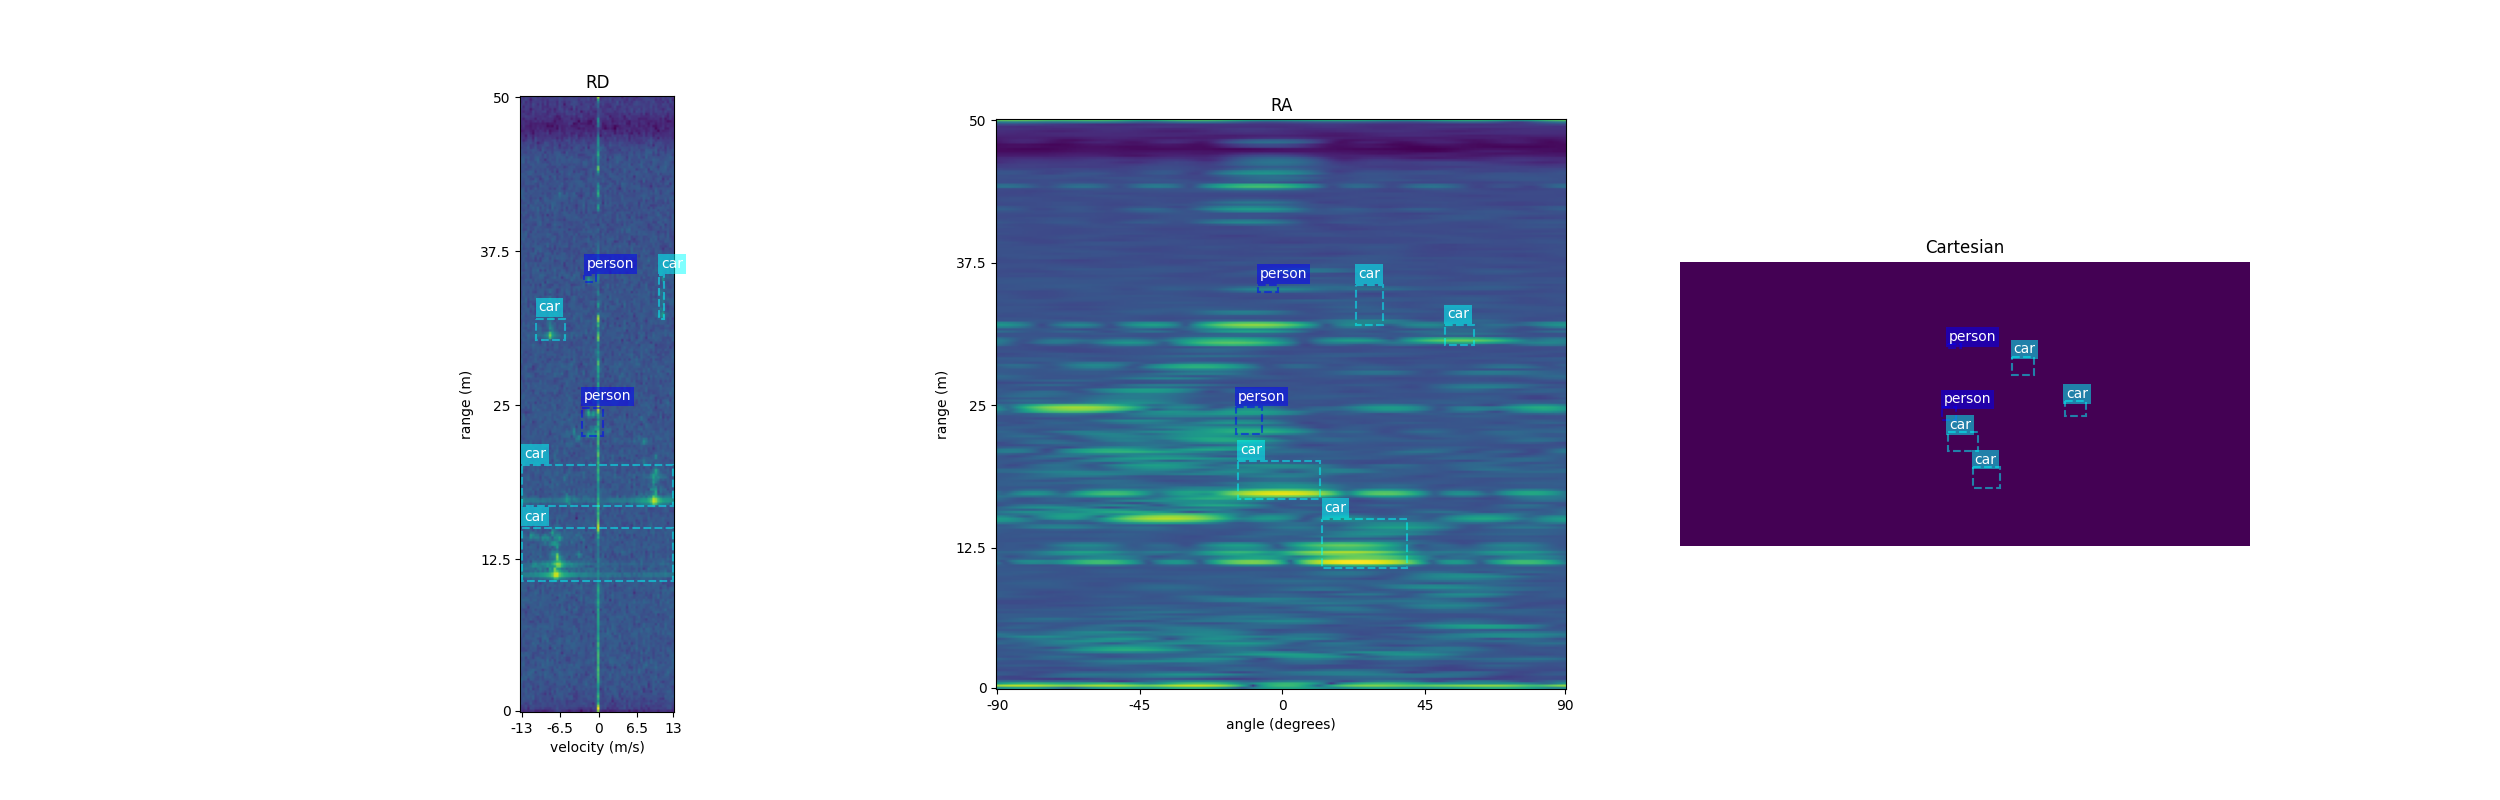 RD
50
37.5
25
12.5
0
range (m)
person
car
car
person
car
car
-13
-6.5
0
6.5
13
velocity (m/s)
RA
50
37.5
25
12.5
0
range (m)
person
car
car
person
car
car
-90
-45
0
45
90
angle (degrees)
Cartesian
person
car
car
person
car
car